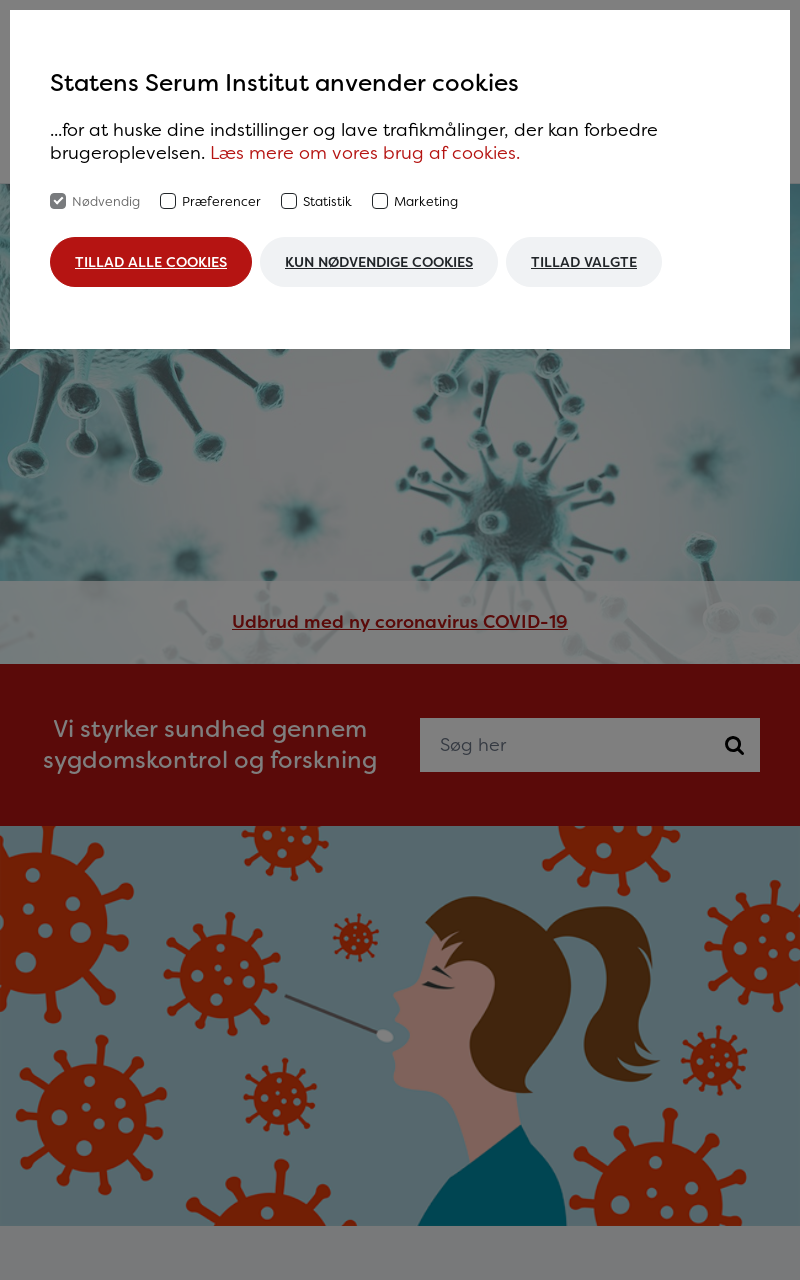 Statens Serum Institut anvender cookies
...for at huske dine indstillinger og lave trafikmålinger, der kan forbedre
brugeroplevelsen. Læs mere om vores brug af cookies.
Nødvendig Præferencer Statistik Marketing
TILLAD ALLE COOKIES KUN NØDVENDIGE COOKIES TILLAD VALGTE
Udbrud med ny coronavirus COVID-19
Vi styrker sundhed gennem
sygdomskontrol og forskning
Søg her